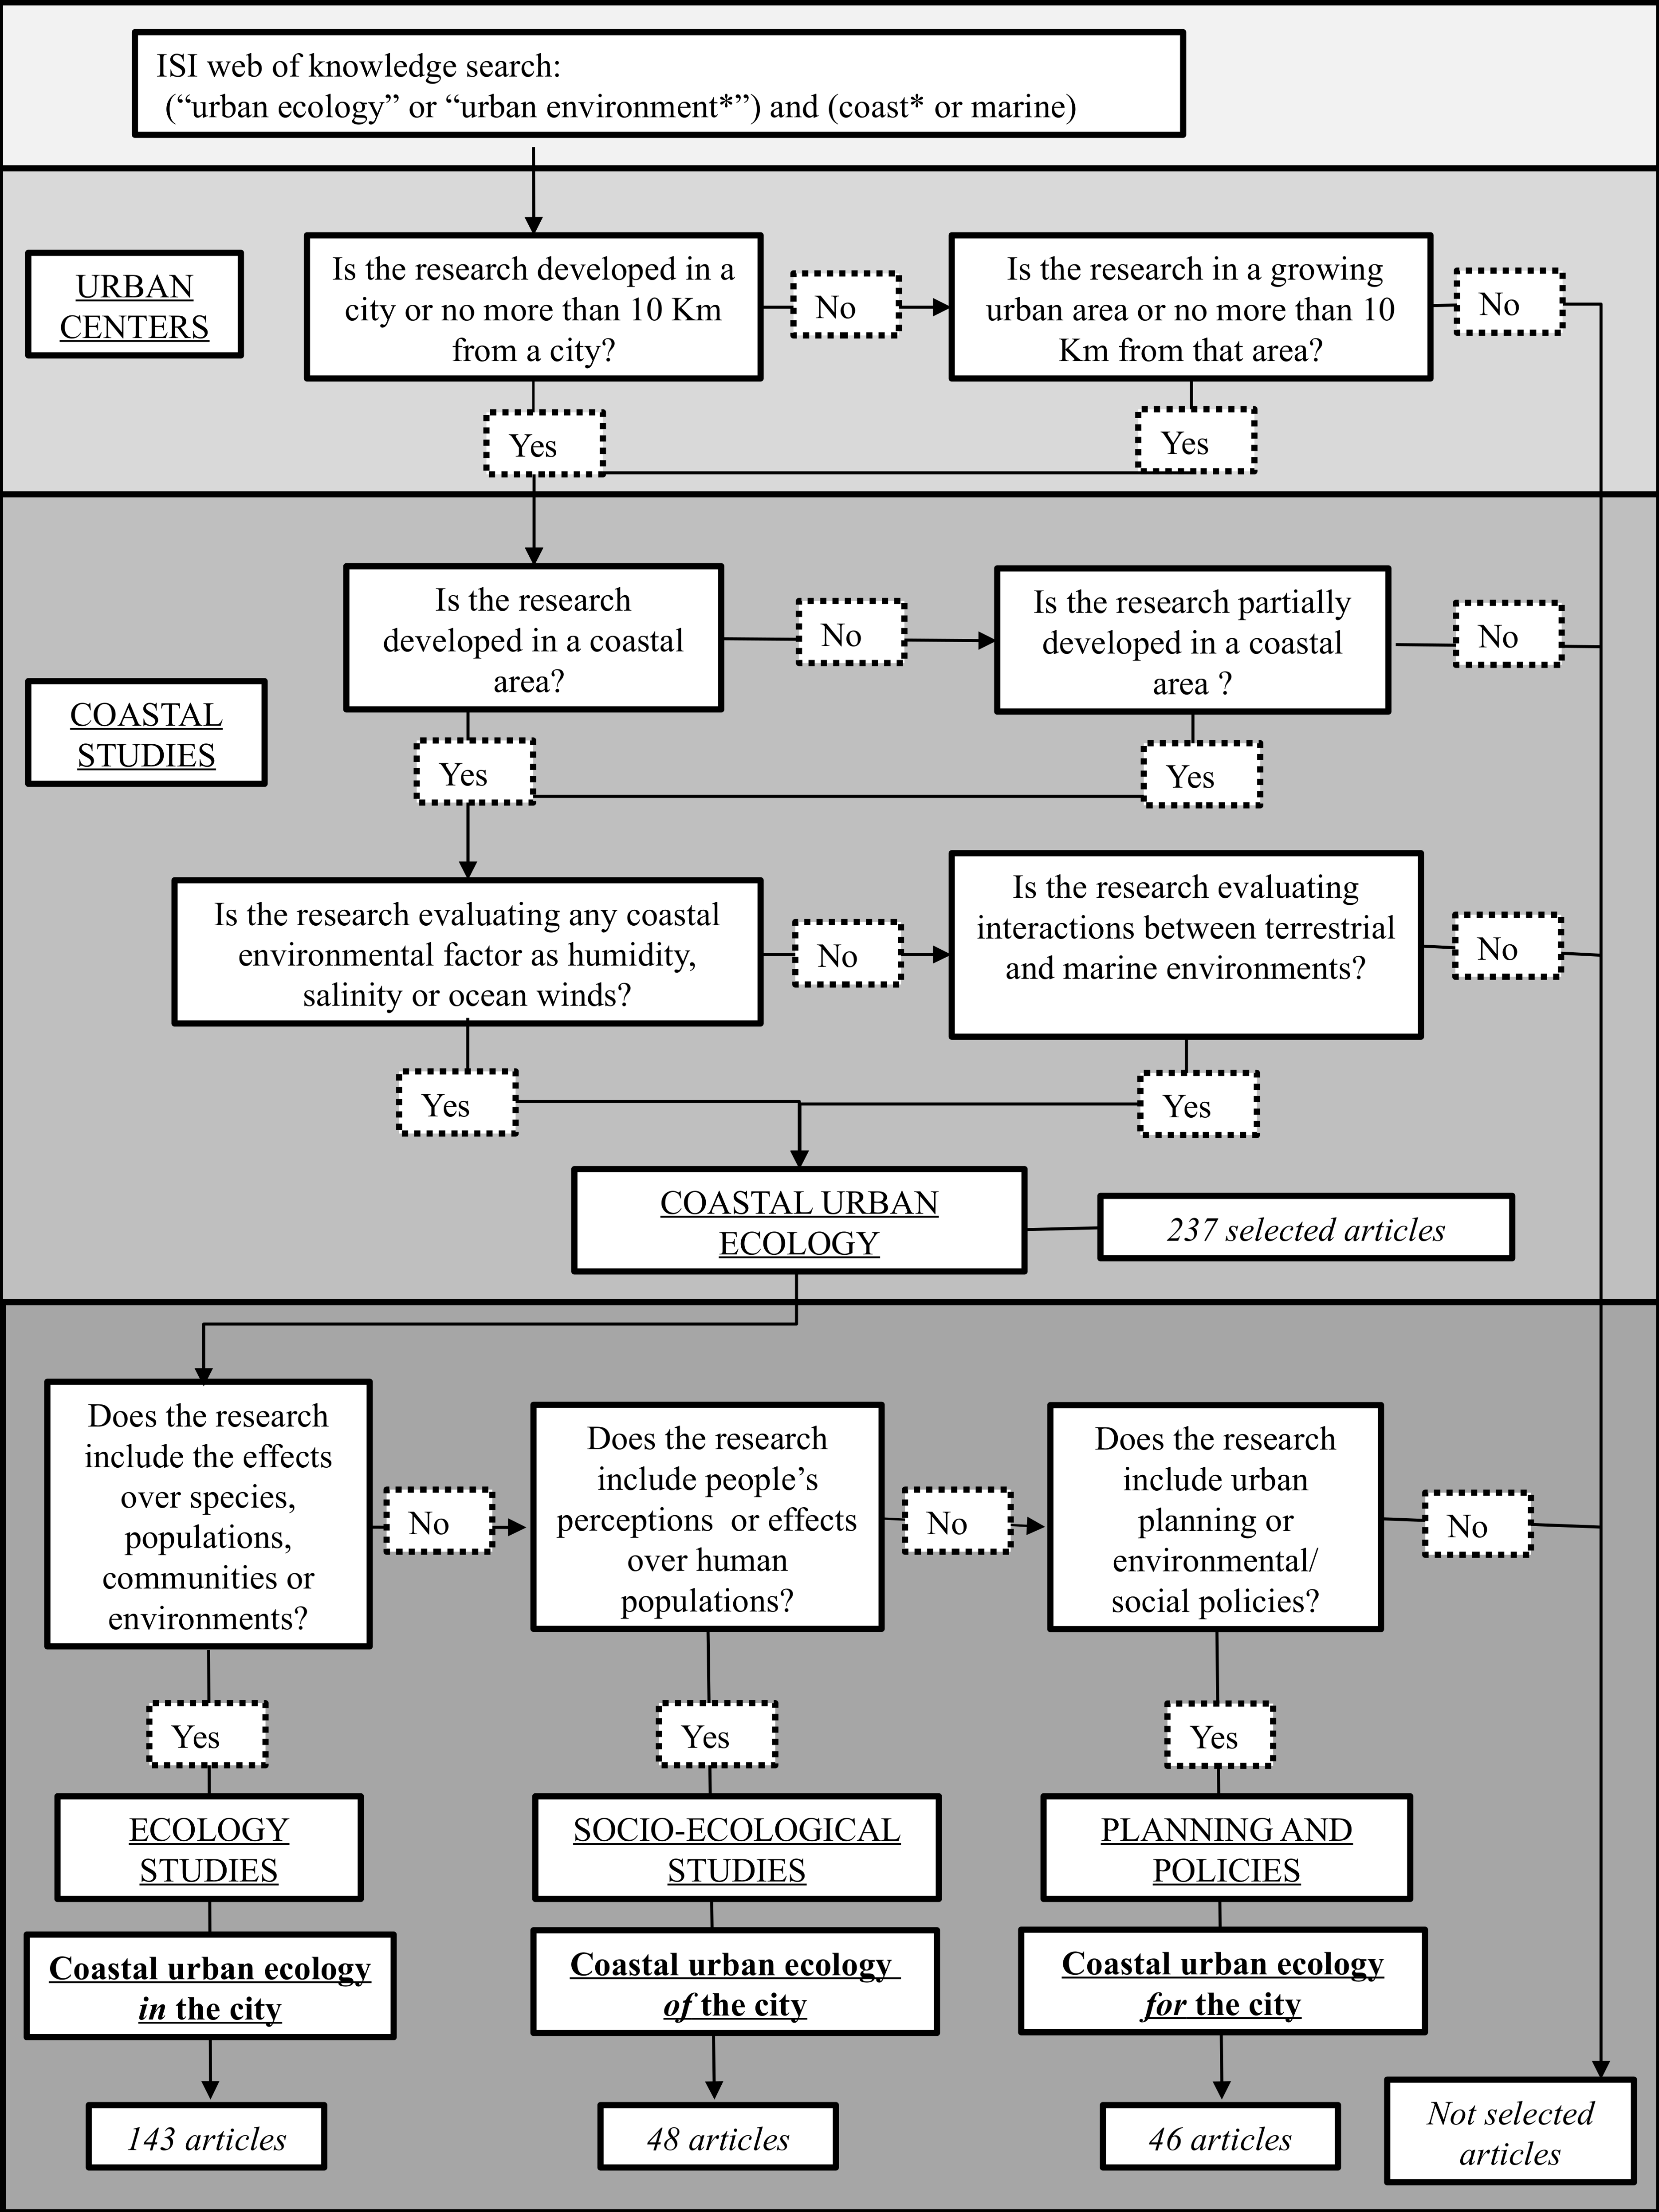 ISI web of knowledge search:
(“urban ecology” or “urban environment*”) and (coast* or marine)
URBAN
CENTERS
Is the research developed in a
city or no more than 10 Km
from a city?
No
Is the research in a growing
urban area or no more than 10
Km from that area?
No
Yes
Yes
COASTAL
STUDIES
Is the research
developed in a coastal
area?
No
Is the research partially
developed in a coastal
area ?
No
Yes
Yes
Is the research evaluating any coastal
environmental factor as humidity,
salinity or ocean winds?
No
Is the research evaluating
interactions between terrestrial
and marine environments?
No
Yes
Yes
COASTAL URBAN
ECOLOGY
237 selected articles
Does the research
include the effects
over species,
populations,
communities or
environments?
No
Does the research
include people’s
perceptions or effects
over human
populations?
No
Does the research
include urban
planning or
environmental/
social policies?
No
Yes
Yes
Yes
ECOLOGY
STUDIES
SOCIO-ECOLOGICAL
STUDIES
PLANNING AND
POLICIES
Coastal urban ecology
in the city
Coastal urban ecology
of the city
Coastal urban ecology
for the city
143 articles
48 articles
46 articles
Not selected
articles